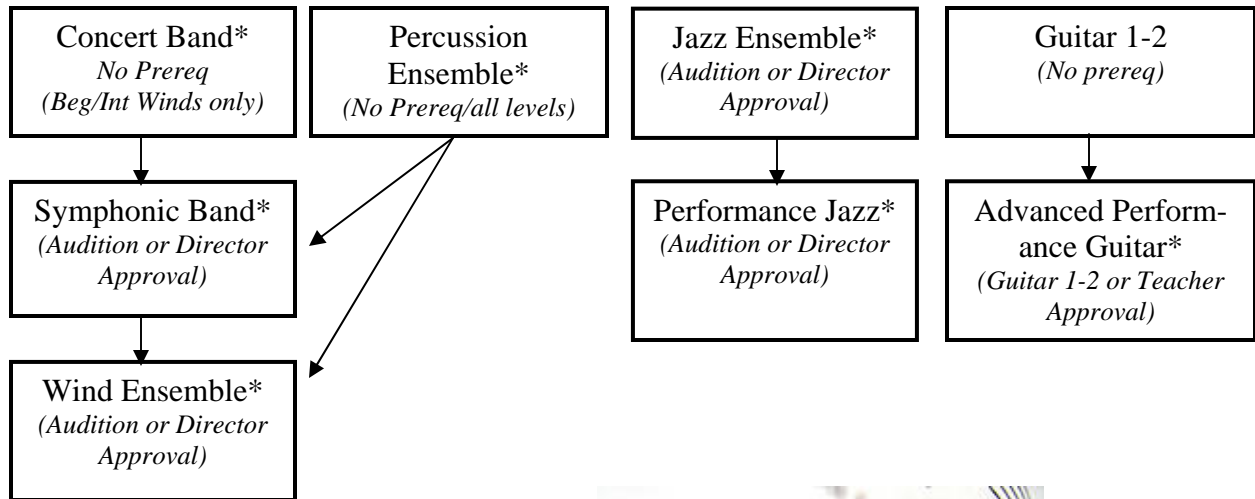 Concert Band*
No Prereq
(Beg/Int Winds only)
Percussion
Ensemble*
(No Prereq/all levels)
Jazz Ensemble*
(Audition or Director
Approval)
Guitar 1-2
(No prereq)
Symphonic Band*
(Audition or Director
Approval)
Performance Jazz*
(Audition or Director
Approval)
Advanced Perform-
ance Guitar*
(Guitar 1-2 or Teacher
Approval)
Wind Ensemble*
(Audition or Director
Approval)